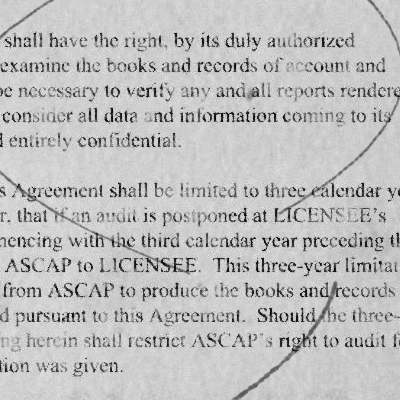 shall have the right, by its duly authorized
examine the books and records of account and
be necessary to verify any and all reports rendere
consider all data and information coming to its
d entirely confidential.
s Agreement shall be limited to three calendar ye
r, that if an audit is postponed at LICENSEE's
mencing with the third calendar year preceding th
ASCAP to LICENSEE. This three-year limitat
from ASCAP to produce the books and records
d pursuant to this Agreement. Should the three-
ng herein shall restrict ASCAP's right to audit f
tion was given.